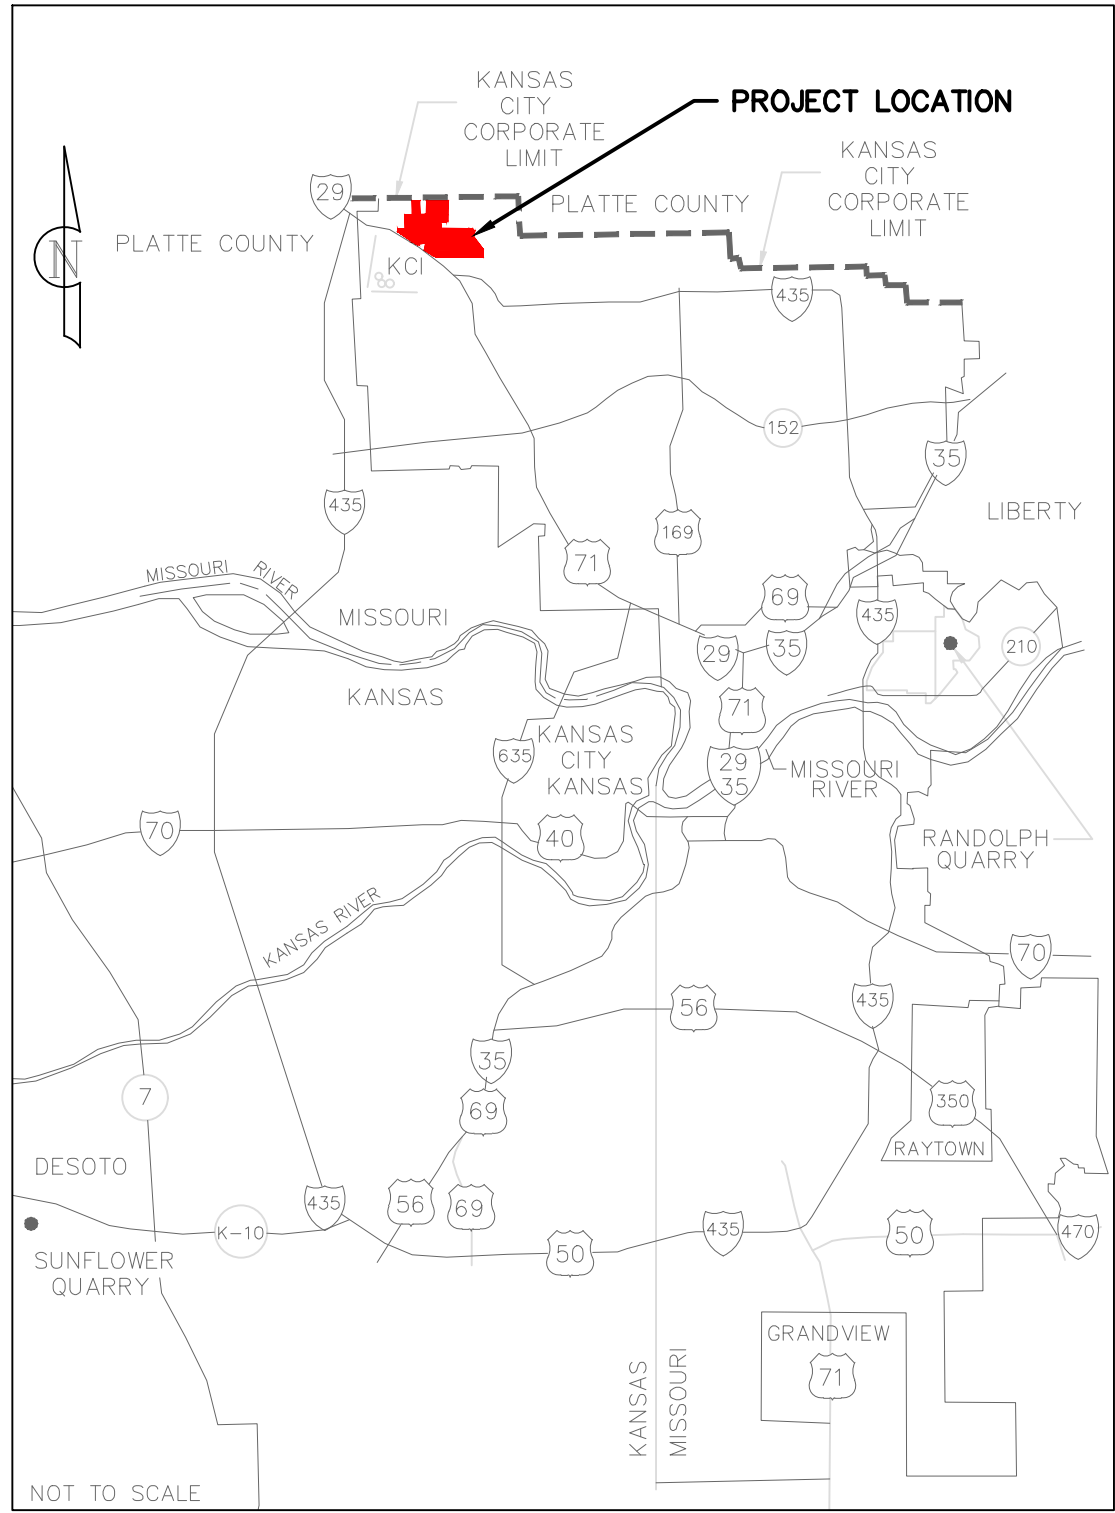 KANSAS
CITY
CORPORATE
LIMIT
PROJECT LOCATION
KANSAS
CITY
CORPORATE
LIMIT
29
PLATTE COUNTY
PLATTE COUNTY
N
KCI
435
152
35
435
LIBERTY
169
71
MISSOURI RIVER
69
MISSOURI
435
29
35
210
KANSAS
71
KANSAS
CITY
KANSAS
635
29
35
MISSOURI
RIVER
70
40
RANDOLPH
QUARRY
KANSAS RIVER
70
435
56
35
69
7
350
RAYTOWN
DESOTO
435
56
69
K-10
50
435
50
470
SUNFLOWER
QUARRY
GRANDVIEW
71
KANSAS
MISSOURI
NOT TO SCALE